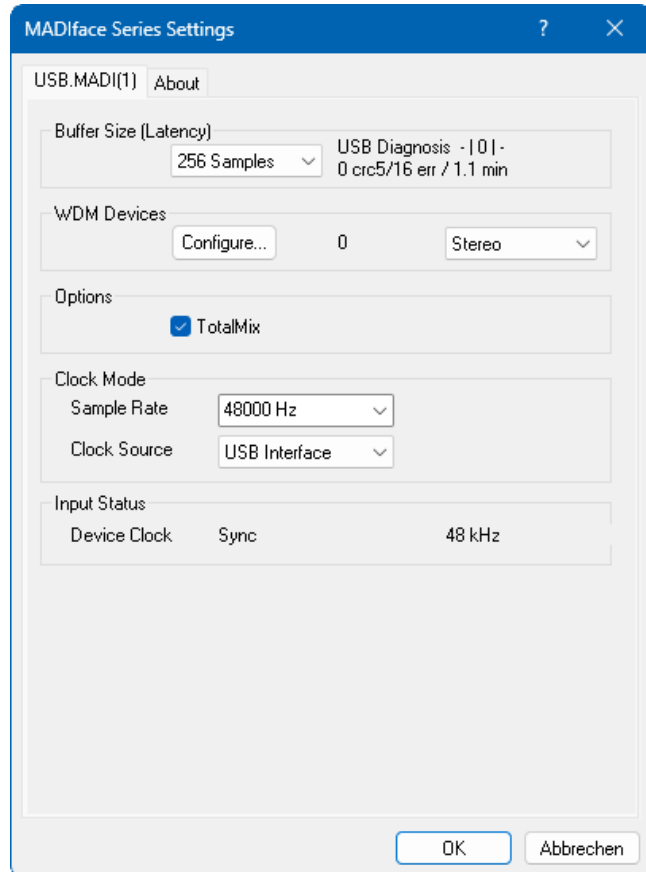 MADIface Series Settings ?
USB.MADI(1) About
Buffer Size (Latency)
256 Samples
USB Diagnosis - | 0 | -
0 crc5/16 err / 1.1 min
WDM Devices
Configure... 0 Stereo
Options
TotalMix
Clock Mode
Sample Rate 48000 Hz
Clock Source USB Interface
Input Status
Device Clock Sync 48 kHz
OK Abbrechen